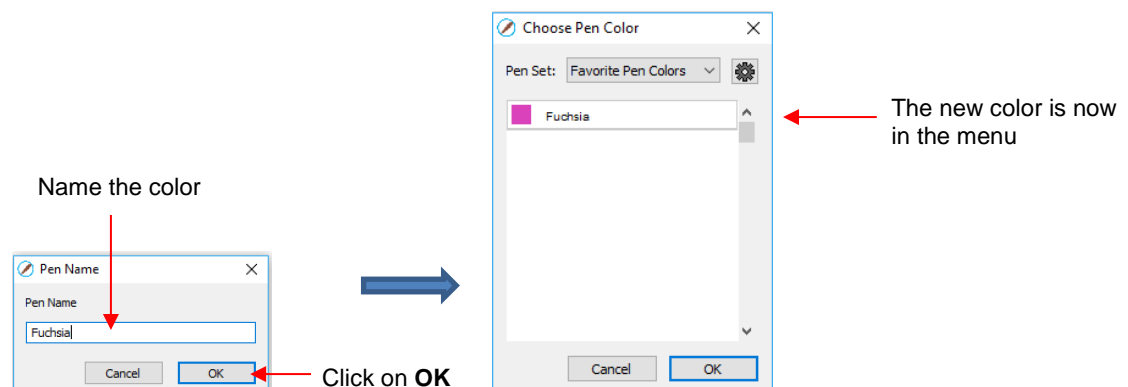 Choose Pen Color
Pen Set: Favorite Pen Colors
Fuchsia
The new color is now
in the menu
Name the color
Pen Name
Pen Name
Fuchsia
Cancel OK
Click on OK
Cancel OK